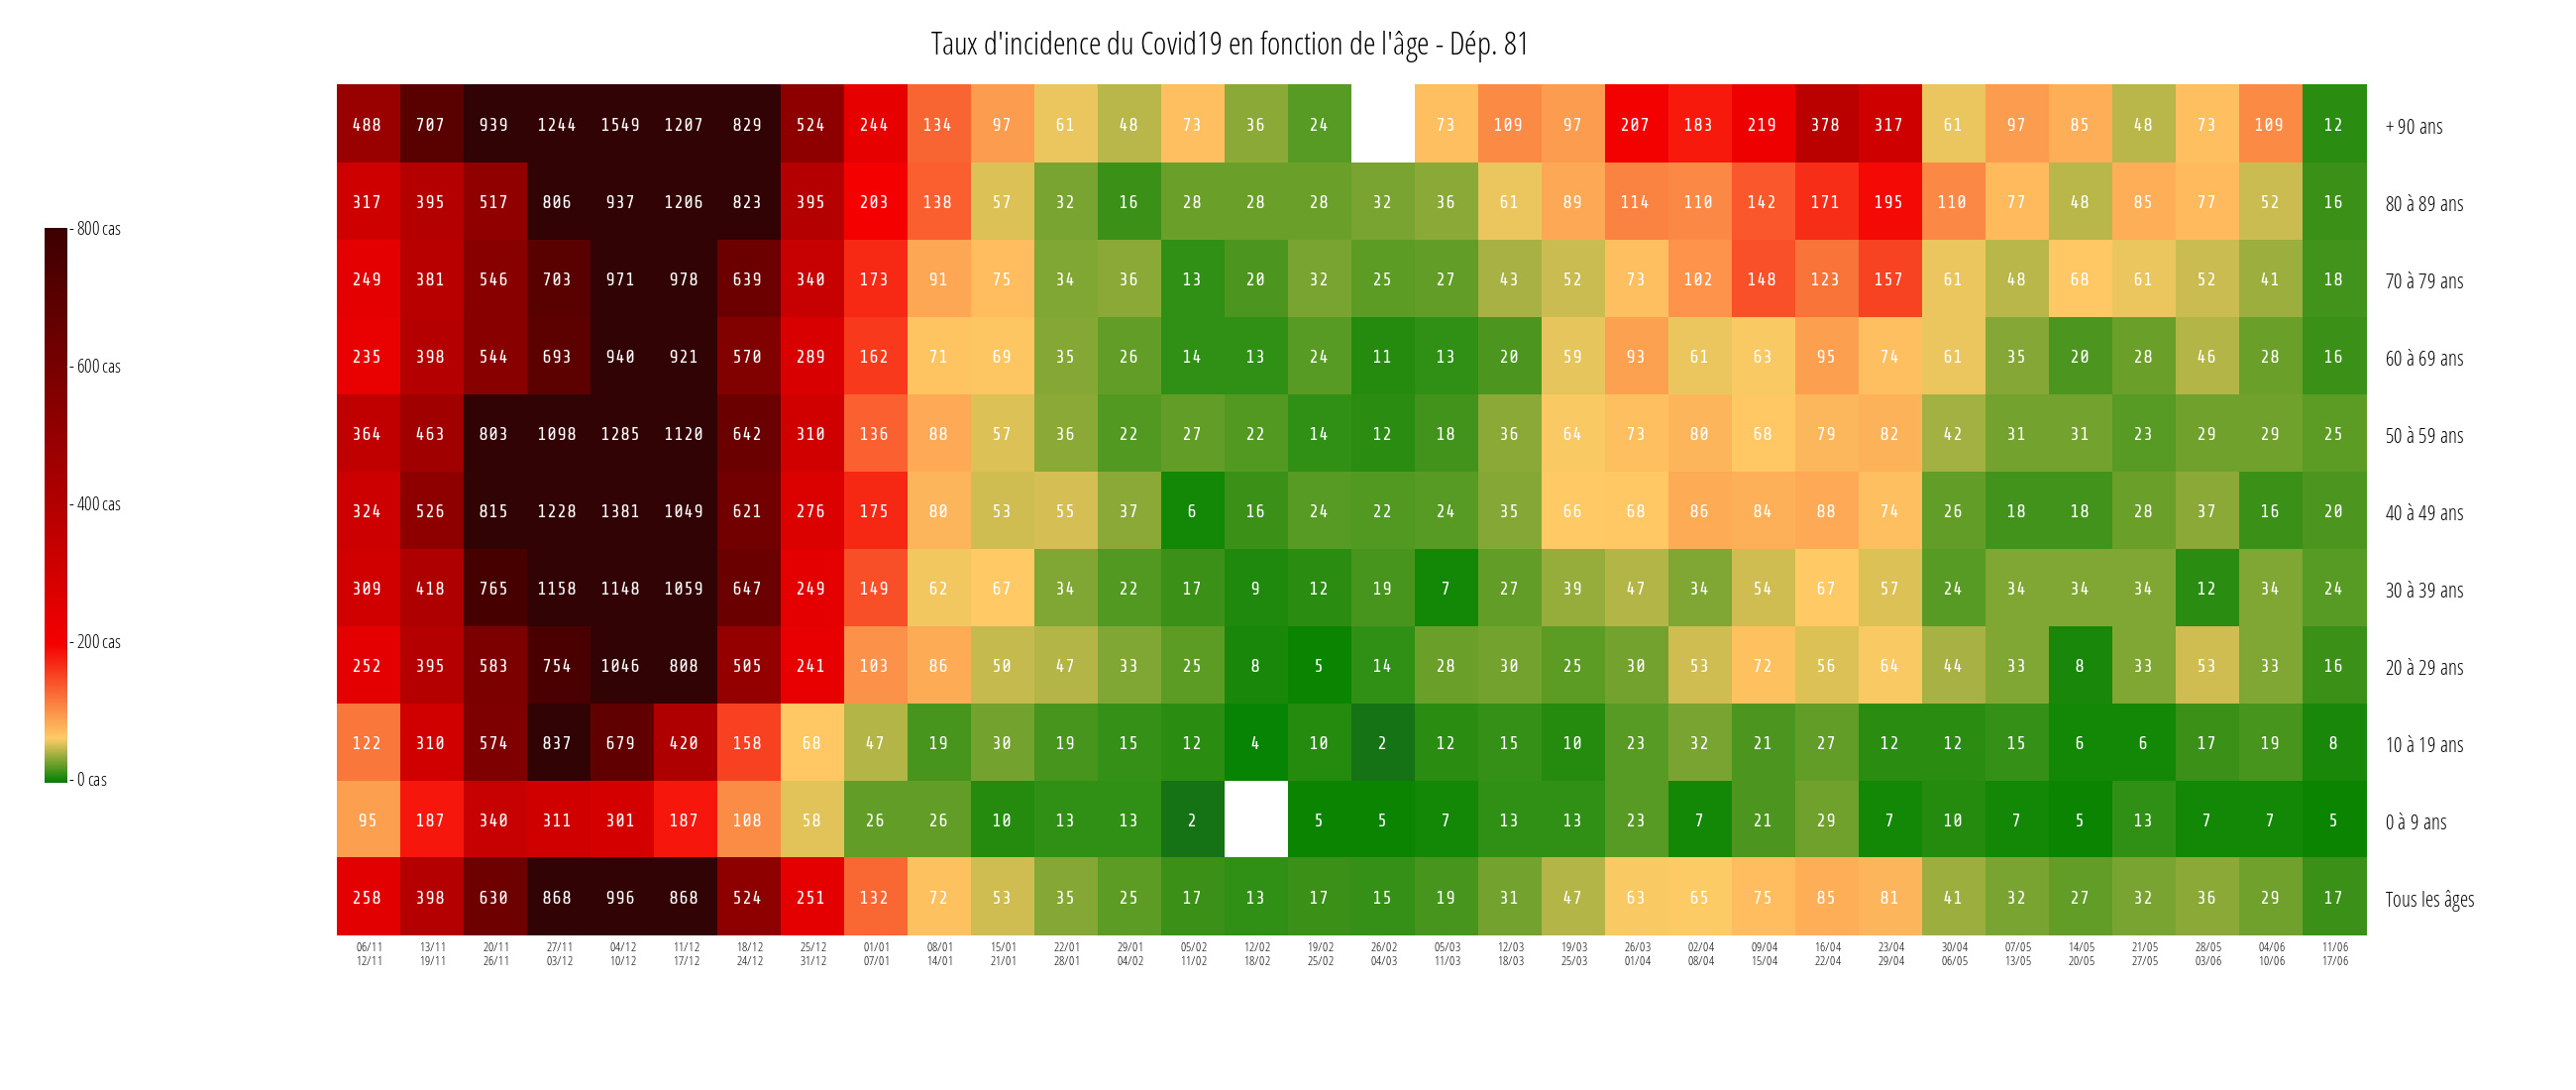 Taux d'incidence du Covid19 en fonction de l'âge - Dép. 81
488 707 939 1244 1549 1207 829 524 244 134 97 61 48 73 36 24 73 109 97 207 183 219 378 317 61 97 85 48 73 109 12 + 90 ans
317 395 517 806 937 1206 823 395 203 138 57 32 16 28 28 28 32 36 61 89 114 110 142 171 195 110 77 48 85 77 52 16 80 à 89 ans
249 381 546 703 971 978 639 340 173 91 75 34 36 13 20 32 25 27 43 52 73 102 148 123 157 61 48 68 61 52 41 18 70 à 79 ans
235 398 544 693 940 921 570 289 162 71 69 35 26 14 13 24 11 13 20 59 93 61 63 95 74 61 35 20 28 46 28 16 60 à 69 ans
364 463 803 1098 1285 1120 642 310 136 88 57 36 22 27 22 14 12 18 36 64 73 80 68 79 82 42 31 31 23 29 29 25 50 à 59 ans
324 526 815 1228 1381 1049 621 276 175 80 53 55 37 6 16 24 22 24 35 66 68 86 84 88 74 26 18 18 28 37 16 20 40 à 49 ans
309 418 765 1158 1148 1059 647 249 149 62 67 34 22 17 9 12 19 7 27 39 47 34 54 67 57 24 34 34 34 12 34 24 30 à 39 ans
252 395 583 754 1046 808 505 241 103 86 50 47 33 25 8 5 14 28 30 25 30 53 72 56 64 44 33 8 33 53 33 16 20 à 29 ans
122 310 574 837 679 420 158 68 47 19 30 19 15 12 4 10 2 12 15 10 23 32 21 27 12 12 15 6 6 17 19 8 10 à 19 ans
95 187 340 311 301 187 108 58 26 26 10 13 13 2 5 5 7 13 13 23 7 21 29 7 10 7 5 13 7 7 5 0 à 9 ans
258 398 630 868 996 868 524 251 132 72 53 35 25 17 13 17 15 19 31 47 63 65 75 85 81 41 32 27 32 36 29 17 Tous les âges
06/11 13/11 20/11 27/11 04/12 11/12 18/12 25/12 01/01 08/01 15/01 22/01 29/01 05/02 12/02 19/02 26/02 05/03 12/03 19/03 26/03 02/04 09/04 16/04 23/04 30/04 07/05 14/05 21/05 28/05 04/06 11/06
12/11 19/11 26/11 03/12 10/12 17/12 24/12 31/12 07/01 14/01 21/01 28/01 04/02 11/02 18/02 25/02 04/03 11/03 18/03 25/03 01/04 08/04 15/04 22/04 29/04 06/05 13/05 20/05 27/05 03/06 10/06 17/06
- 800 cas
- 600 cas
- 400 cas
- 200 cas
- 0 cas